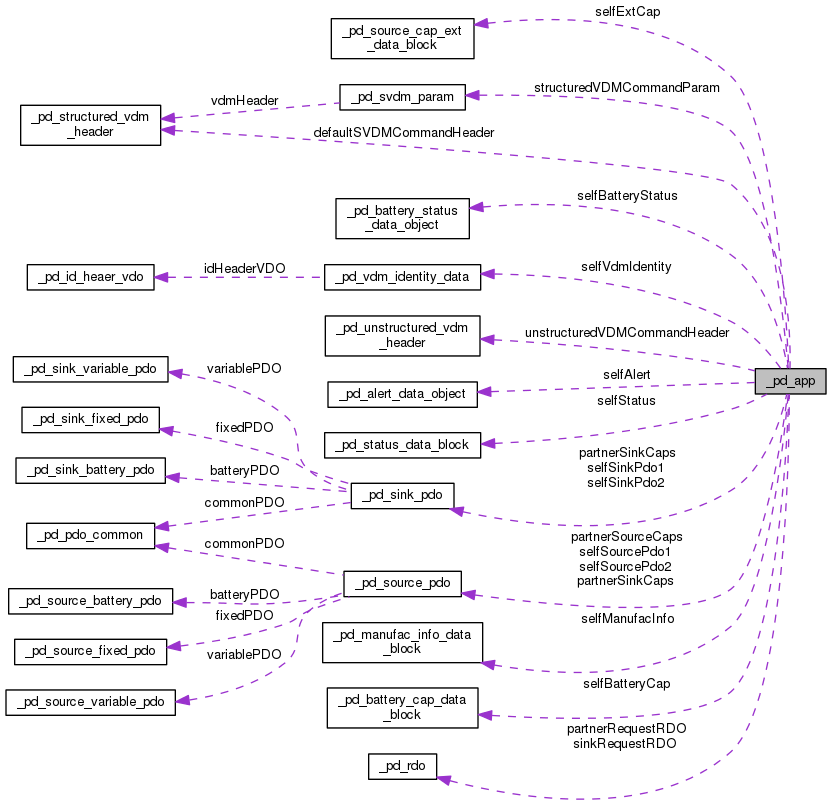 selfExtCap
_pd_source_cap_ext
_data_block
structuredVDMCommandParam
vdmHeader
_pd_svdm_param
_pd_structured_vdm
_header
defaultSVDMCommandHeader
selfBatteryStatus
_pd_battery_status
_data_object
selfVdmIdentity
idHeaderVDO
_pd_id_heaer_vdo
_pd_vdm_identity_data
_pd_unstructured_vdm
_header
unstructuredVDMCommandHeader
_pd_sink_variable_pdo
variablePDO
selfAlert
_pd_app
_pd_alert_data_object
selfStatus
_pd_sink_fixed_pdo
fixedPDO
_pd_status_data_block
partnerSinkCaps
selfSinkPdo1
selfSinkPdo2
_pd_sink_battery_pdo
batteryPDO
_pd_sink_pdo
commonPDO
_pd_pdo_common
commonPDO
partnerSourceCaps
selfSourcePdo1
selfSourcePdo2
partnerSinkCaps
_pd_source_pdo
_pd_source_battery_pdo
batteryPDO
fixedPDO
selfManufacInfo
_pd_source_fixed_pdo
_pd_manufac_info_data
_block
variablePDO
selfBatteryCap
_pd_source_variable_pdo
_pd_battery_cap_data
_block
partnerRequestRDO
sinkRequestRDO
_pd_rdo